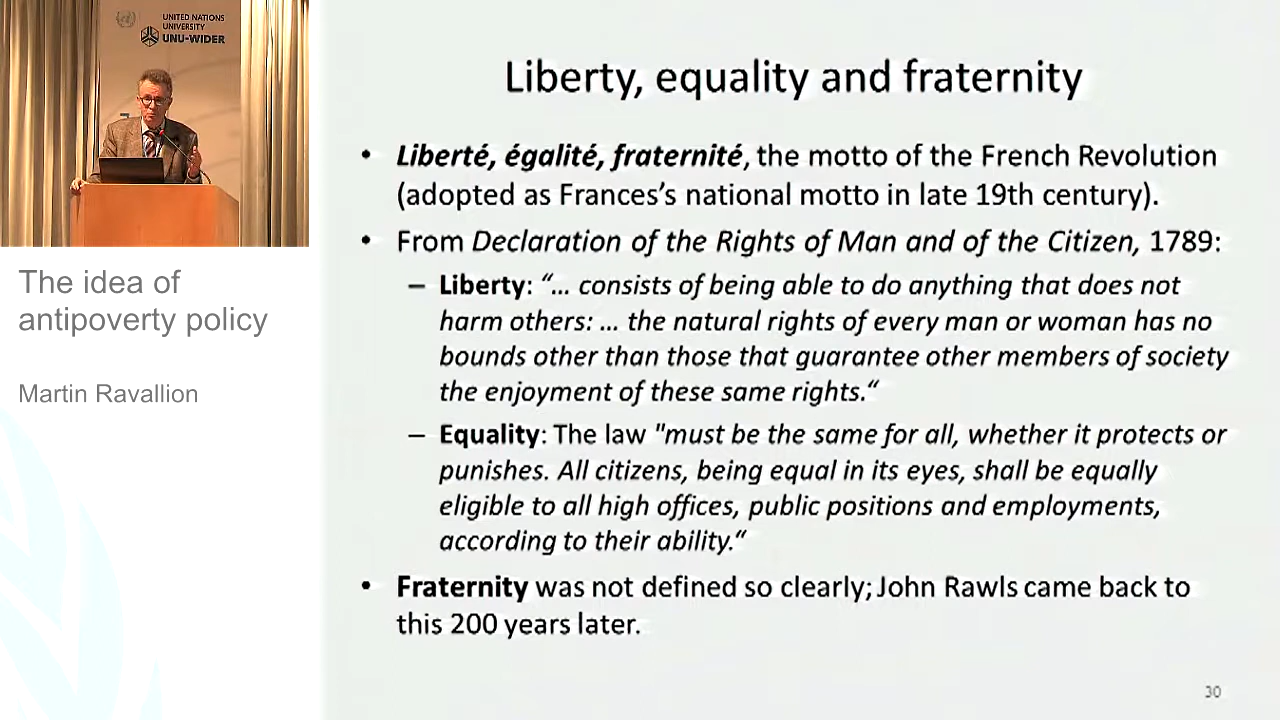 UNITED NATIONS
UNIVERSITY
UNU-WIDER
The idea of
antipoverty policy
Martin Ravallion
Liberty, equality and fraternity
• Liberté, égalité, fraternité, the motto of the French Revolution
(adopted as Frances’s national motto in late 19th century).
• From Declaration of the Rights of Man and of the Citizen, 1789:
– Liberty: “… consists of being able to do anything that does not
harm others: … the natural rights of every man or woman has no
bounds other than those that guarantee other members of society
the enjoyment of these same rights.“
– Equality: The law "must be the same for all, whether it protects or
punishes. All citizens, being equal in its eyes, shall be equally
eligible to all high offices, public positions and employments,
according to their ability.“
• Fraternity was not defined so clearly; John Rawls came back to
this 200 years later.
30